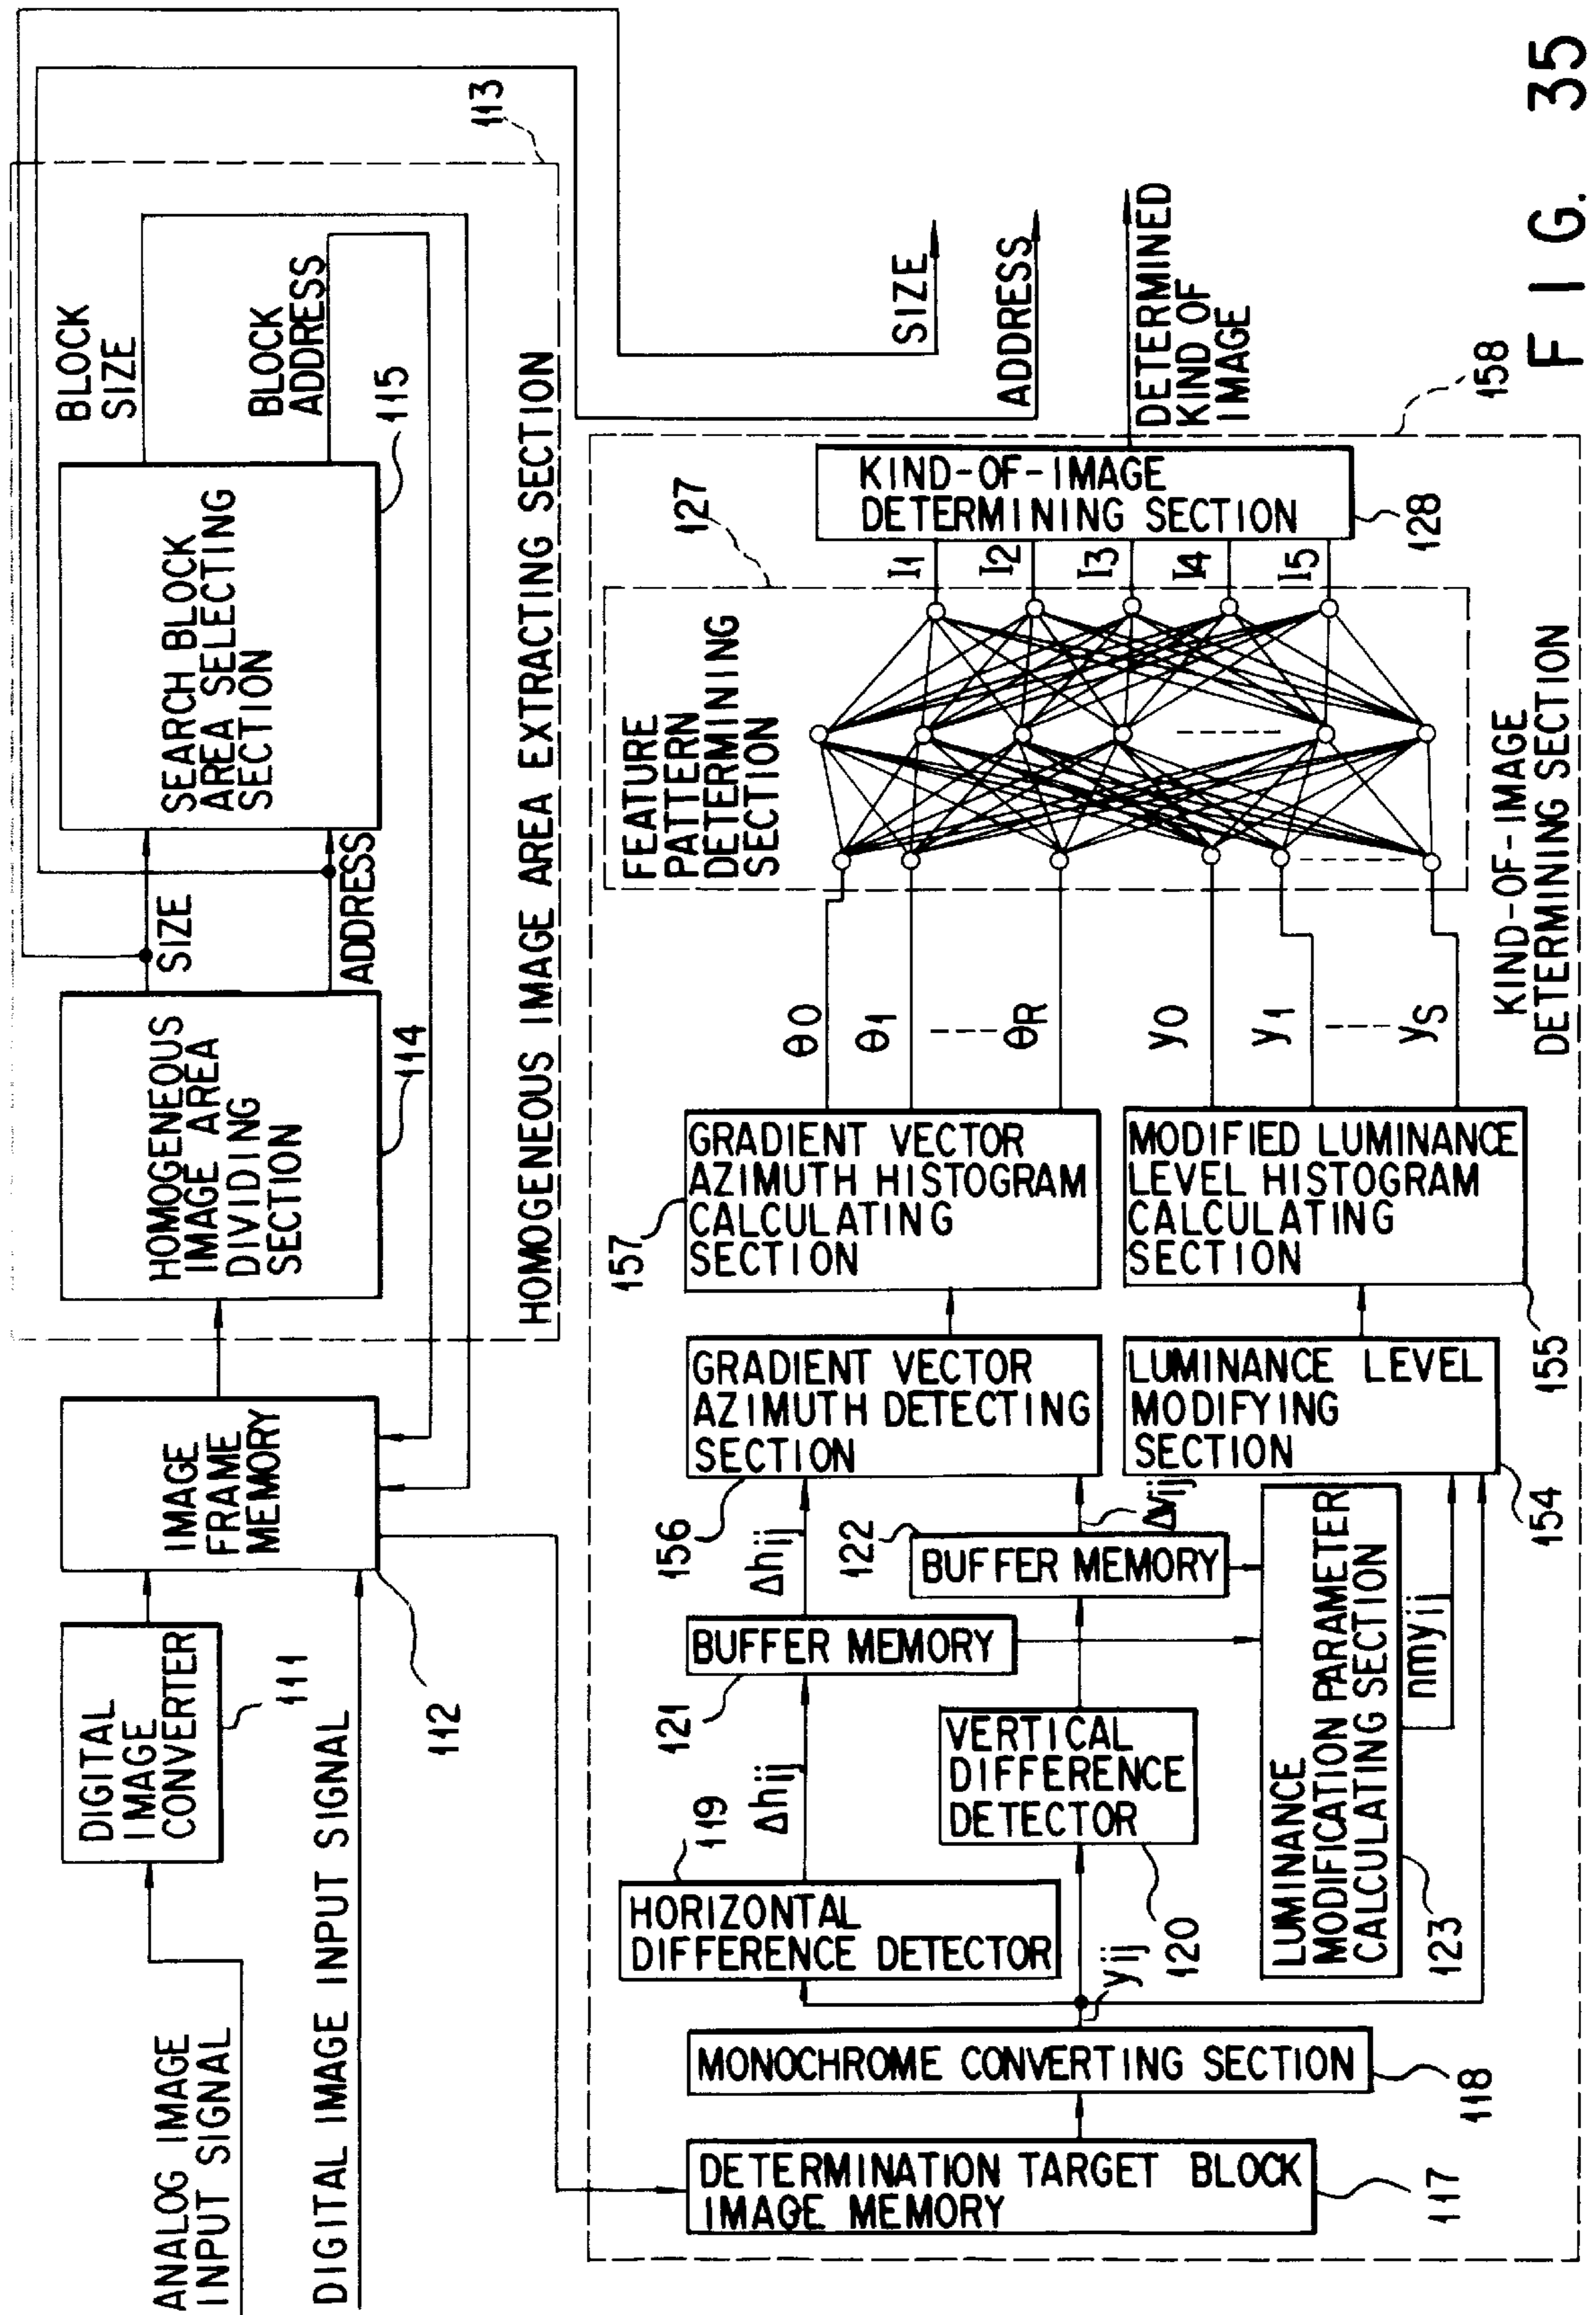 ANALOG IMAGE
INPUT SIGNAL
DIGITAL IMAGE INPUT SIGNAL
DIGITAL
IMAGE
CONVERTER
111
IMAGE
FRAME
MEMORY
112
HOMOGENEOUS
IMAGE AREA
DIVIDING
SECTION
114
SIZE
ADDRESS
SEARCH BLOCK
AREA SELECTING
SECTION
115
BLOCK
SIZE
BLOCK
ADDRESS
113
HOMOGENEOUS IMAGE AREA EXTRACTING SECTION
SIZE
ADDRESS
DETERMINED
KIND OF
IMAGE
DETERMINATION TARGET BLOCK
IMAGE MEMORY
117
MONOCHROME CONVERTING SECTION
118
yij
HORIZONTAL
DIFFERENCE DETECTOR
119
Δhij
VERTICAL
DIFFERENCE
DETECTOR
120
BUFFER MEMORY
121
Δhij
BUFFER MEMORY
122
Δvij
LUMINANCE
MODIFICATION PARAMETER
CALCULATING SECTION
123
nmyij
GRADIENT VECTOR
AZIMUTH DETECTING
SECTION
156
LUMINANCE LEVEL
MODIFYING
SECTION
154
GRADIENT VECTOR
AZIMUTH HISTOGRAM
CALCULATING
SECTION
157
MODIFIED LUMINANCE
LEVEL HISTOGRAM
CALCULATING
SECTION
155
θ0
θ1
θR
y0
y1
yS
FEATURE
PATTERN
DETERMINING
SECTION
127
I1
I2
I3
I4
I5
KIND-OF-IMAGE
DETERMINING SECTION
128
KIND-OF-IMAGE
DETERMINING SECTION
158
FIG. 35